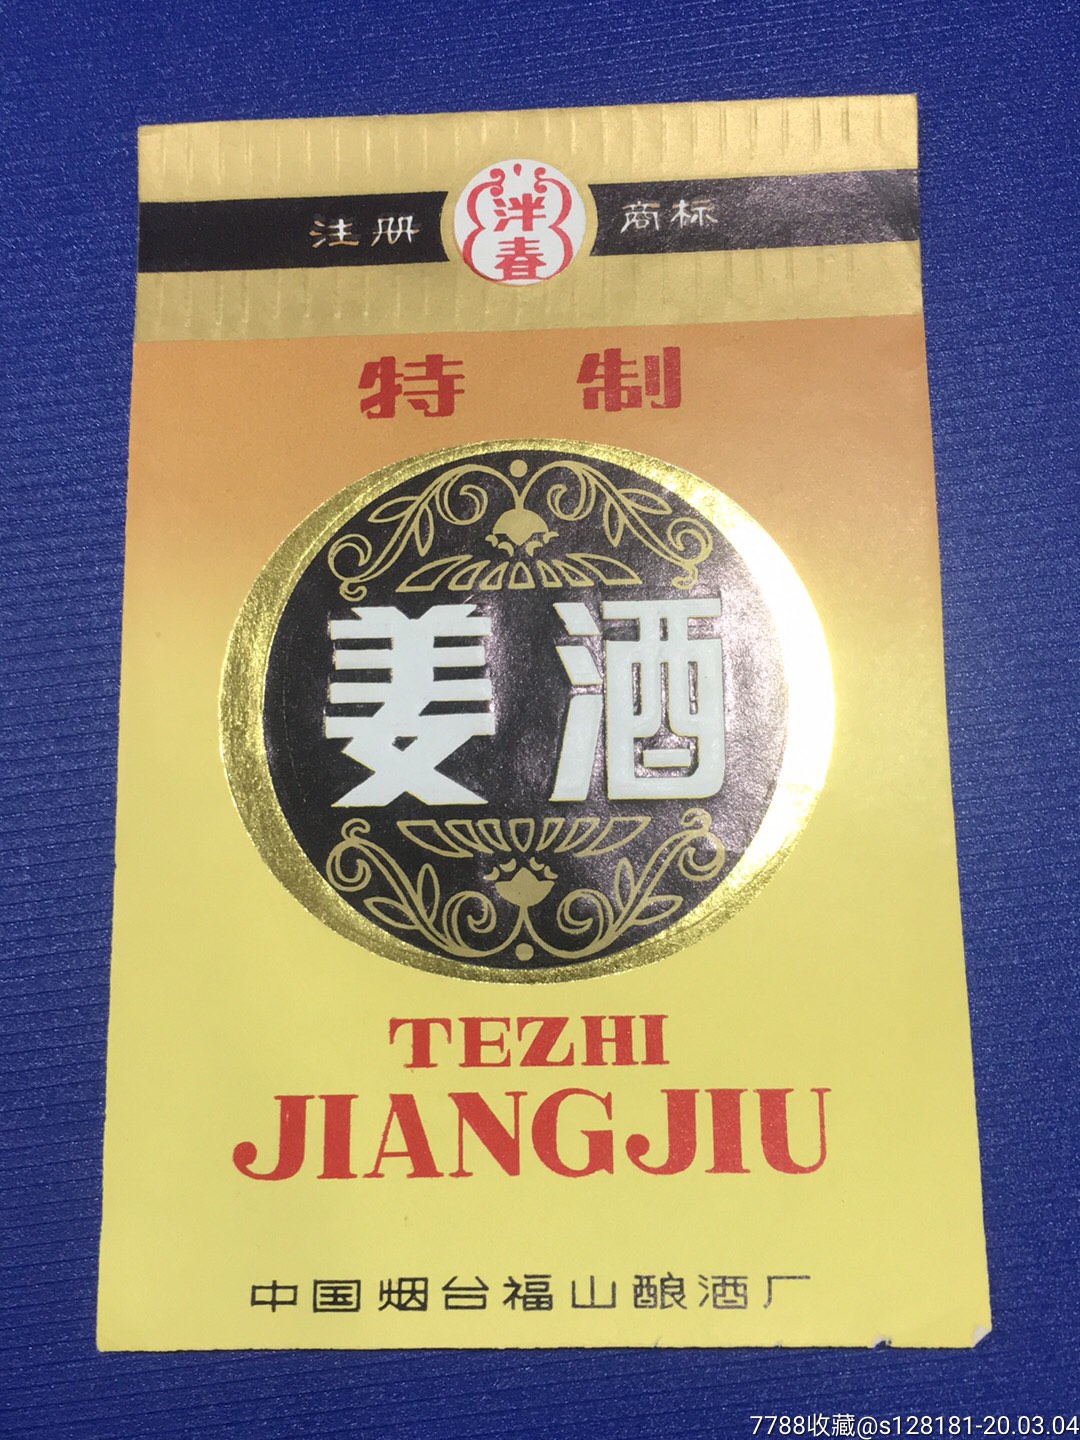 注册 泮春 商标
特制
姜酒
TEZHI
JIANGJIU
中国烟台福山酿酒厂
7788收藏@s128181-20.03.04